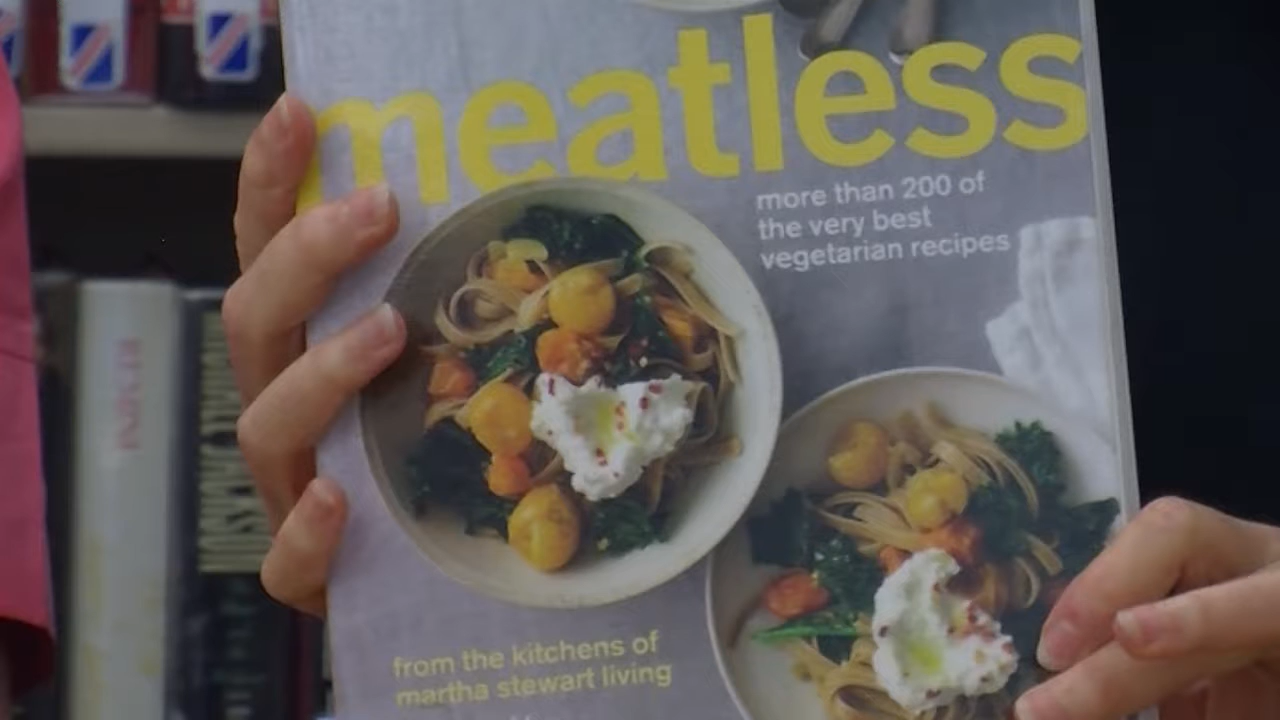 meatless
more than 200 of
the very best
vegetarian recipes
from the kitchens of
martha stewart living